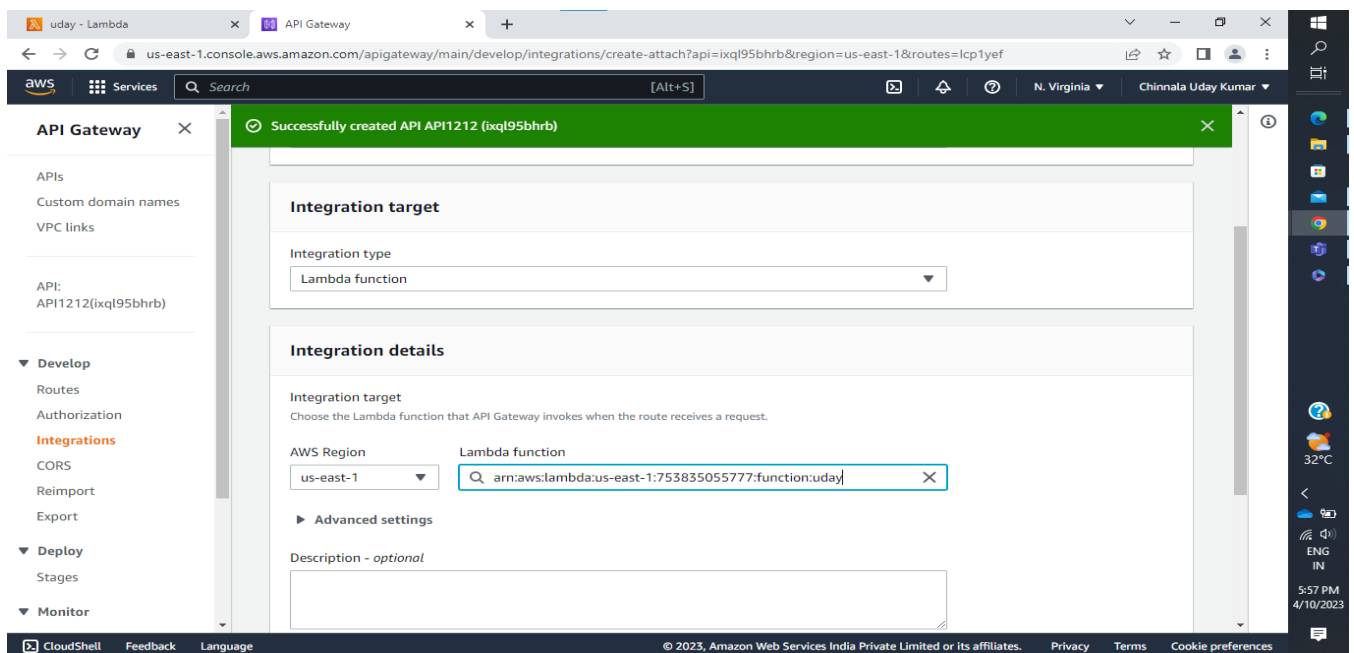 uday - Lambda
API Gateway
us-east-1.console.aws.amazon.com/apigateway/main/develop/integrations/create-attach?api=ixql95bhrb&region=us-east-1&routes=lcp1yef
aws Services Search [Alt+S] N. Virginia Chinnala Uday Kumar
API Gateway
Successfully created API API1212 (ixql95bhrb)
APIs
Custom domain names
VPC links
API:
API1212(ixql95bhrb)
Develop
Routes
Authorization
Integrations
CORS
Reimport
Export
Deploy
Stages
Monitor
Integration target
Integration type
Lambda function
Integration details
Integration target
Choose the Lambda function that API Gateway invokes when the route receives a request.
AWS Region Lambda function
us-east-1 arn:aws:lambda:us-east-1:753835055777:function:uday
Advanced settings
Description - optional
CloudShell Feedback Language © 2023, Amazon Web Services India Private Limited or its affiliates. Privacy Terms Cookie preferences
32°C
ENG
IN
5:57 PM
4/10/2023